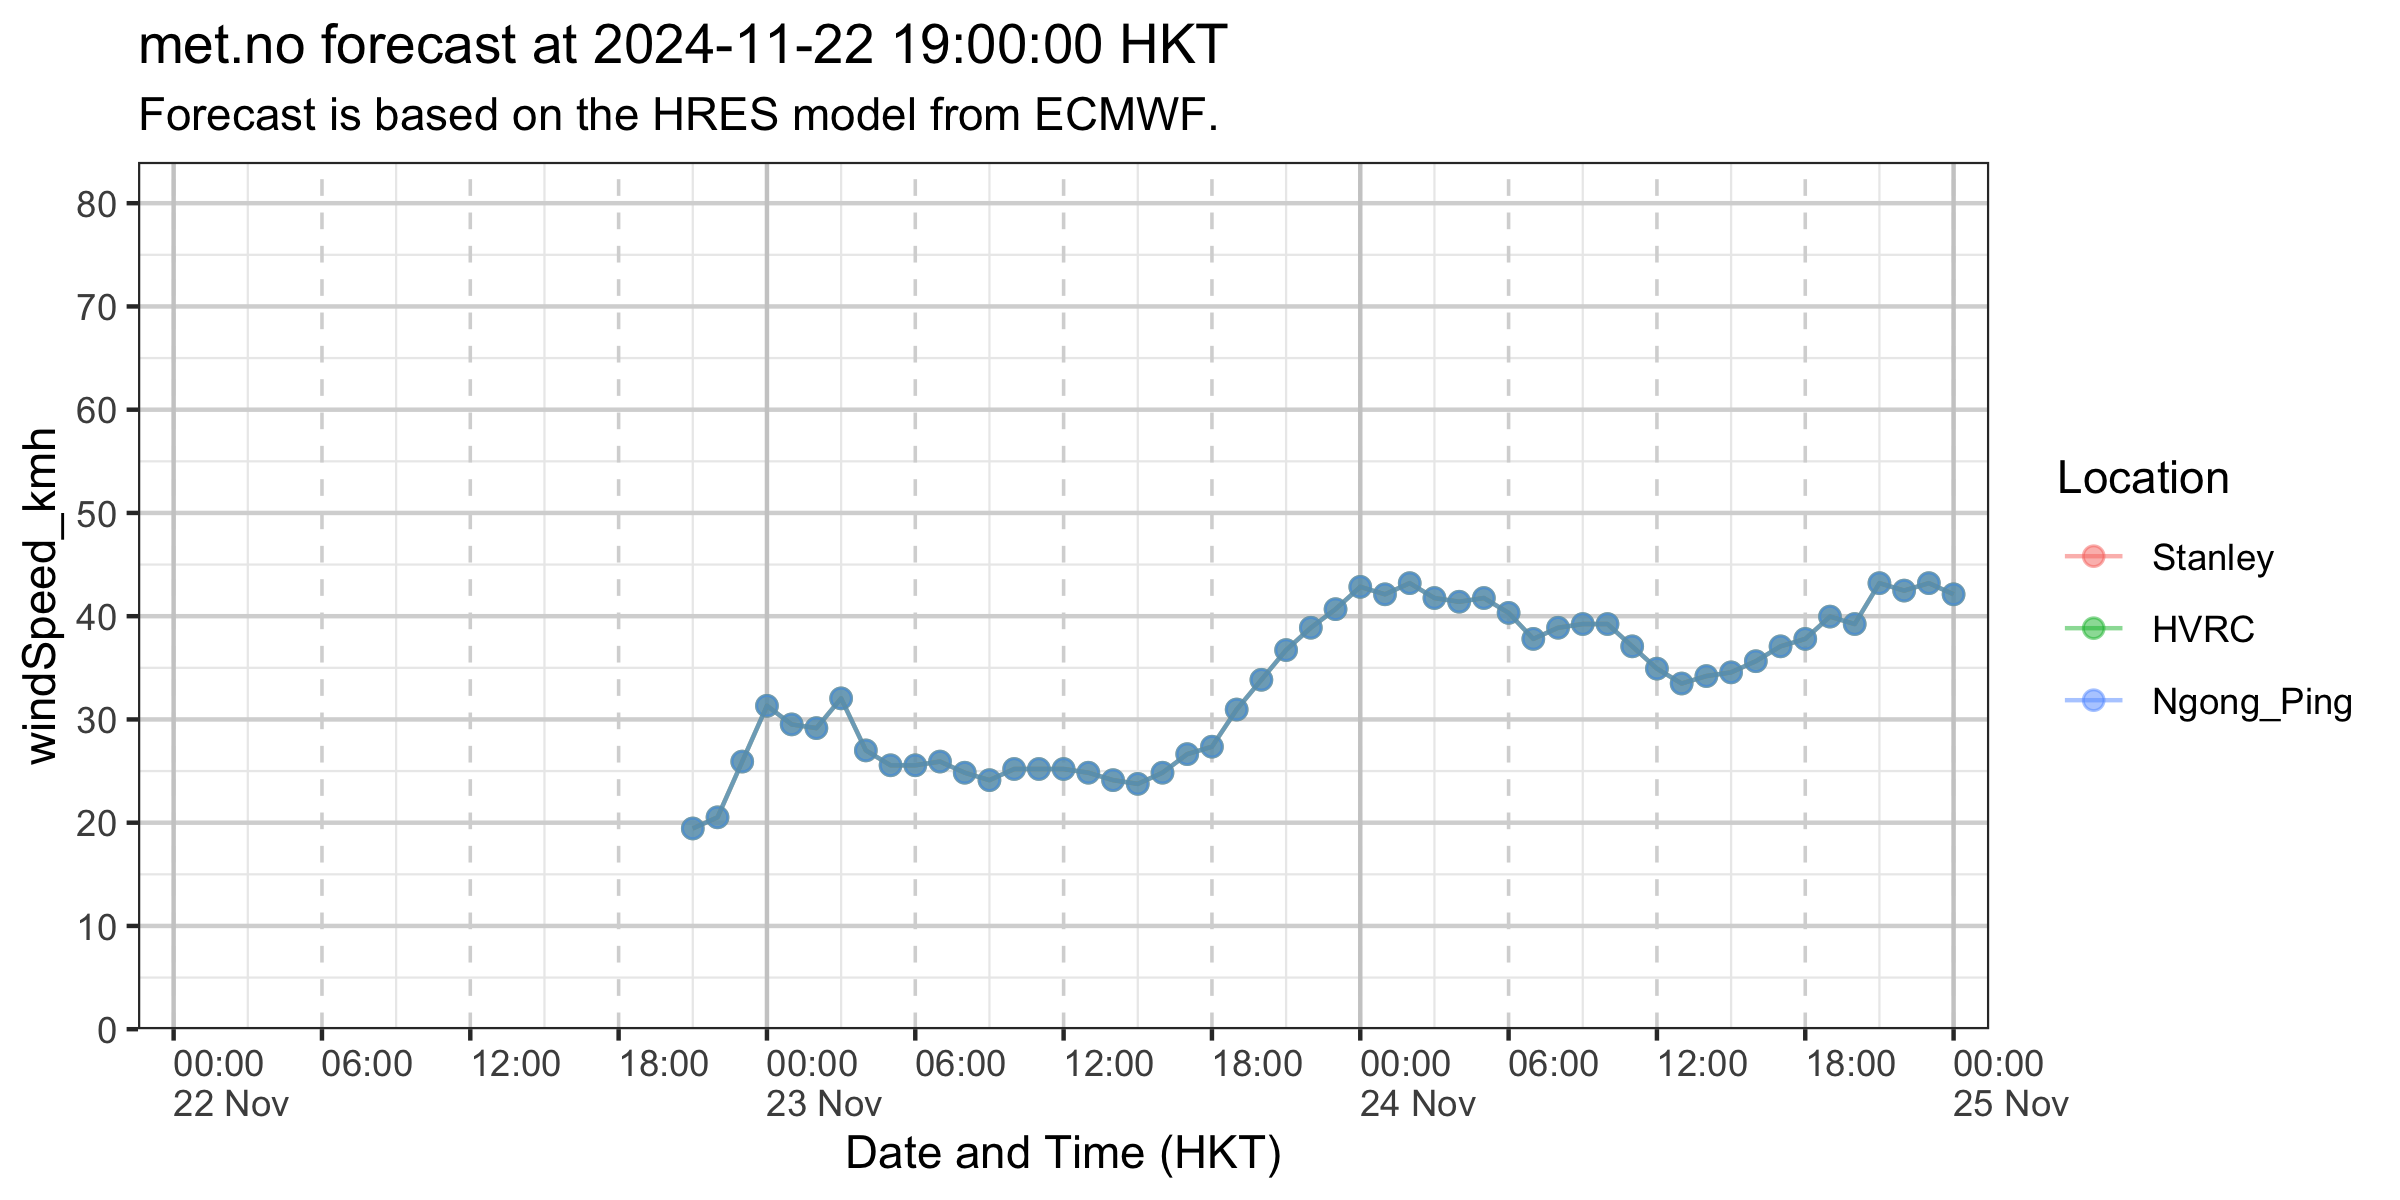 met.no forecast at 2024-11-22 19:00:00 HKT
Forecast is based on the HRES model from ECMWF.
windSpeed_kmh
80
70
60
50
40
30
20
10
0
00:00 06:00 12:00 18:00 00:00 06:00 12:00 18:00 00:00 06:00 12:00 18:00 00:00
22 Nov 23 Nov 24 Nov 25 Nov
Date and Time (HKT)
Location
Stanley
HVRC
Ngong_Ping